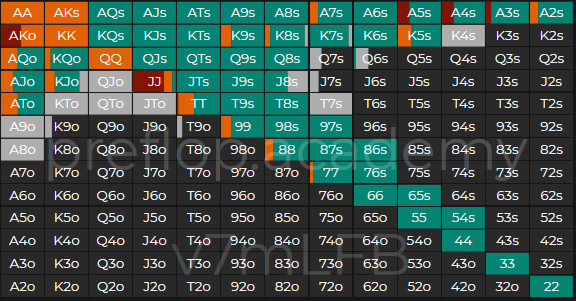 AA AKs AQs AJs ATs A9s A8s A7s A6s A5s A4s A3s A2s
AKo KK KQs KJs KTs K9s K8s K7s K6s K5s K4s K3s K2s
AQo KQo QQ QJs QTs Q9s Q8s Q7s Q6s Q5s Q4s Q3s Q2s
AJo KJo QJo JJ JTs J9s J8s J7s J6s J5s J4s J3s J2s
ATo KTo QTo JTo TT T9s T8s T7s T6s T5s T4s T3s T2s
A9o K9o Q9o J9o T9o 99 98s 97s 96s 95s 94s 93s 92s
A8o K8o Q8o J8o T8o 98o 88 87s 86s 85s 84s 83s 82s
preflop.academy
A7o K7o Q7o J7o T7o 97o 87o 77 76s 75s 74s 73s 72s
A6o K6o Q6o J6o T6o 96o 86o 76o 66 65s 64s 63s 62s
A5o K5o Q5o J5o T5o 95o 85o 75o 65o 55 54s 53s 52s
A4o K4o Q4o J4o T4o 94o 84o 74o 64o 54o 44 43s 42s
v7mLFB
A3o K3o Q3o J3o T3o 93o 83o 73o 63o 53o 43o 33 32s
A2o K2o Q2o J2o T2o 92o 82o 72o 62o 52o 42o 32o 22